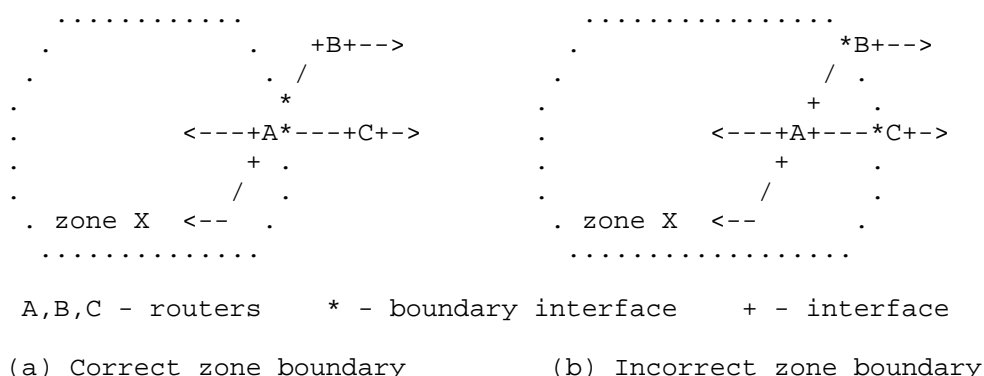 ............                     ................
   .             .   +B+-->         .                 *B+-->
 .               . /               .                 / .
.                 *               .                 +   .
.           <---+A*---+C+->       .           <---+A+---*C+->
.               + .               .               +     .
.              /  .               .              /      .
 . zone X  <--  .                  . zone X  <--       .
  ..............                    ..................
A,B,C - routers    * - boundary interface    + - interface
(a) Correct zone boundary         (b) Incorrect zone boundary